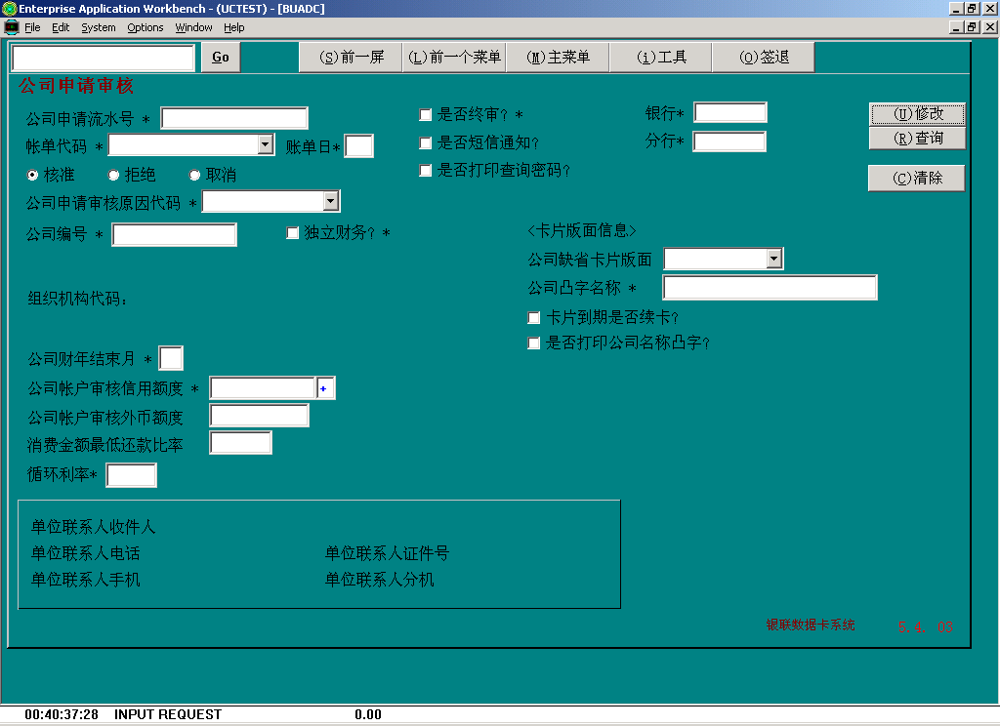 Enterprise Application Workbench - (UCTEST) - [BUADC]
File Edit System Options Window Help
Go (S)前一屏 (L)前一个菜单 (M)主菜单 (i)工具 (O)签退
公司申请审核
公司申请流水号 * 是否终审? * 银行* (U)修改
帐单代码 * 账单日* 是否短信通知? 分行* (R)查询
核准 拒绝 取消 是否打印查询密码? (C)清除
公司申请审核原因代码 *
公司编号 * 独立财务? * <卡片版面信息>
公司缺省卡片版面
公司凸字名称 *
组织机构代码:
卡片到期是否续卡?
是否打印公司名称凸字?
公司财年结束月 *
公司帐户审核信用额度 * +
公司帐户审核外币额度
消费金额最低还款比率
循环利率*
单位联系人收件人
单位联系人电话 单位联系人证件号
单位联系人手机 单位联系人分机
银联数据卡系统
00:40:37:28 INPUT REQUEST 0.00